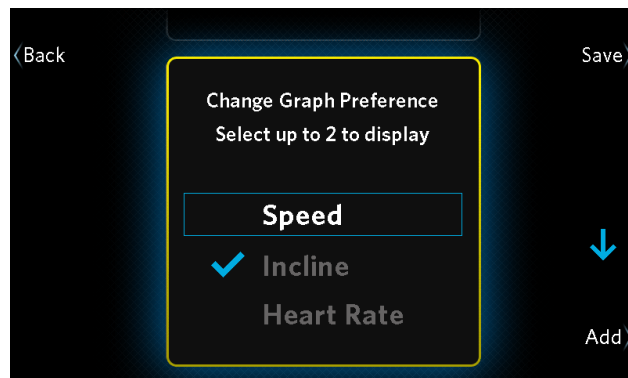 Back
Save
Change Graph Preference
Select up to 2 to display
Speed
Incline
Heart Rate
Add